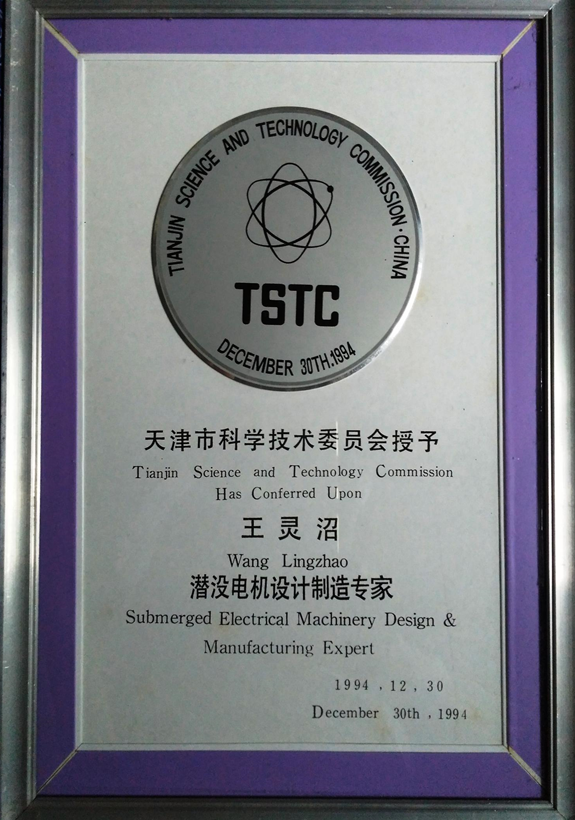 TIANJIN SCIENCE AND TECHNOLOGY COMMISSION·CHINA
TSTC
DECEMBER 30TH.1994
天津市科学技术委员会授予
Tianjin Science and Technology Commission
Has Conferred Upon
王灵沼
Wang Lingzhao
潜没电机设计制造专家
Submerged Electrical Machinery Design &
Manufacturing Expert
1994 , 12 , 30
December 30th , 1994